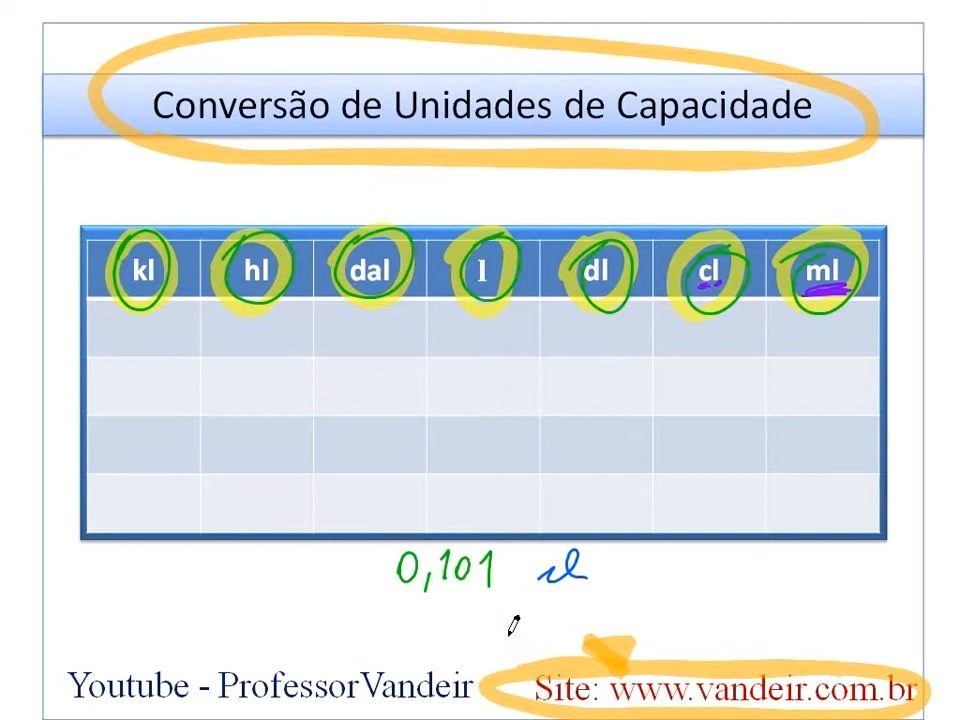 Conversão de Unidades de Capacidade
kl hl dal l dl cl ml
0,101 cl
Youtube - ProfessorVandeir
Site: www.vandeir.com.br